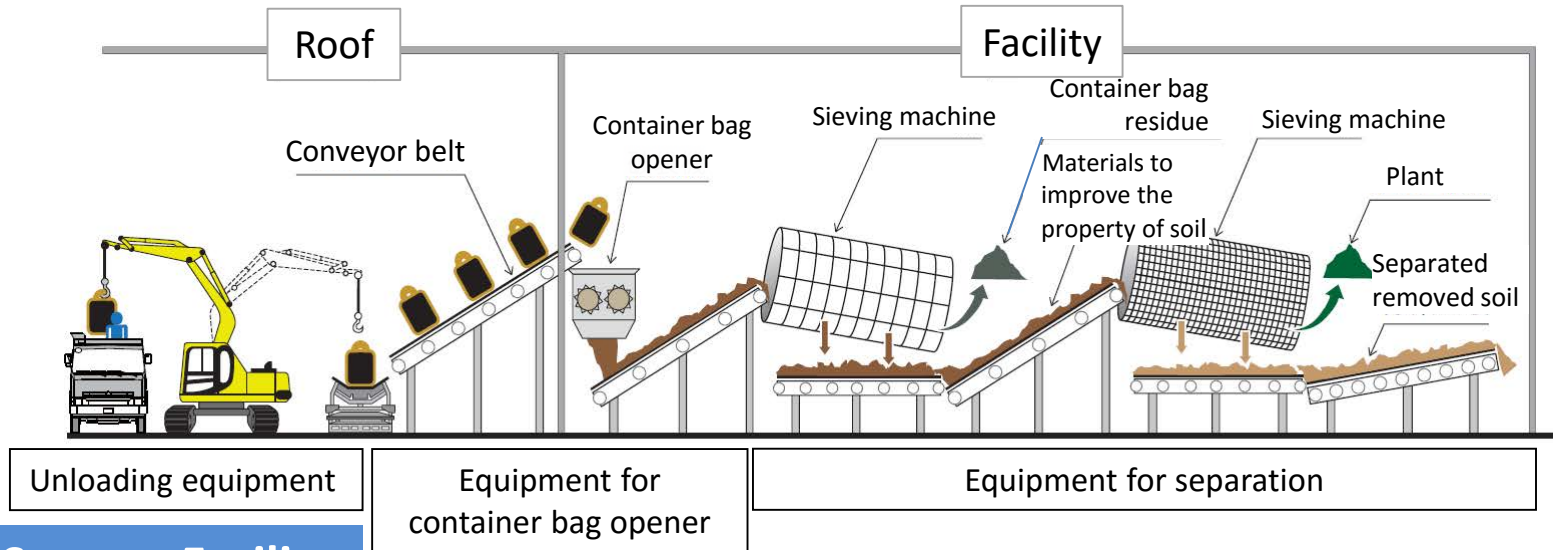 Roof
Facility
Conveyor belt
Container bag
opener
Sieving machine
Container bag
residue
Materials to
improve the
property of soil
Sieving machine
Plant
Separated
removed soil
Unloading equipment
Equipment for
container bag opener
Equipment for separation